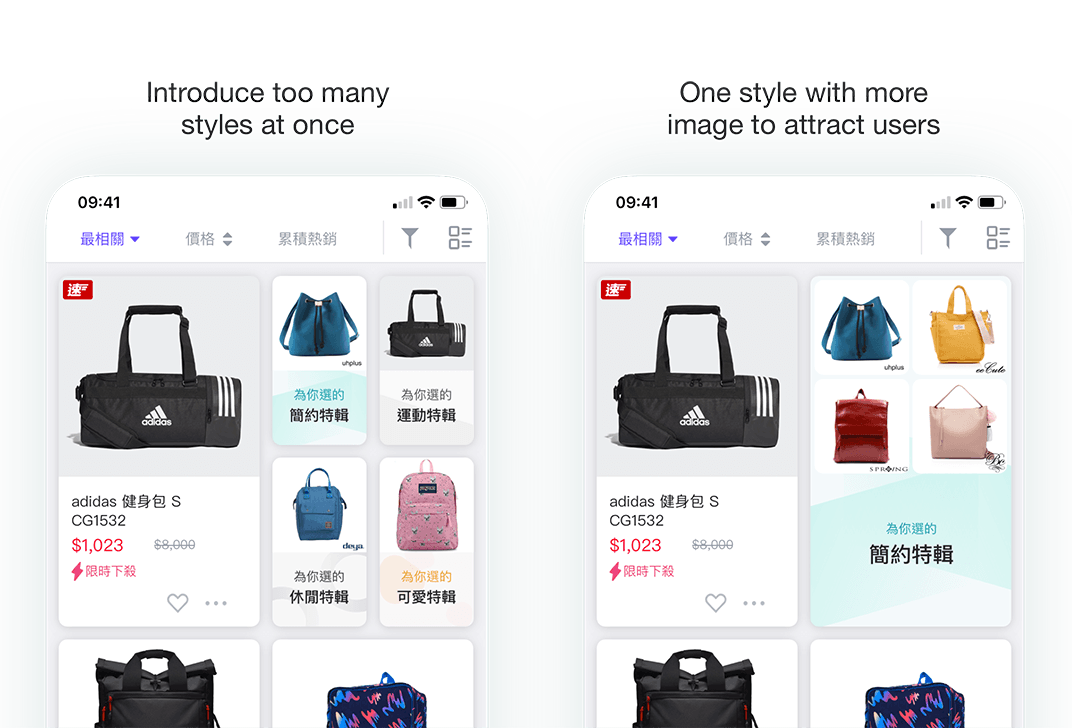 Introduce too many
styles at once
One style with more
image to attract users
09:41
最相關
價格
累積熱銷
速
adidas
adidas 健身包 S
CG1532
$1,023
$8,000
限時下殺
uhplus
為你選的
簡約特輯
為你選的
運動特輯
deya.
為你選的
休閒特輯
為你選的
可愛特輯
09:41
最相關
價格
累積熱銷
速
adidas
adidas 健身包 S
CG1532
$1,023
$8,000
限時下殺
uhplus
eeCute
SPRING
Be
為你選的
簡約特輯